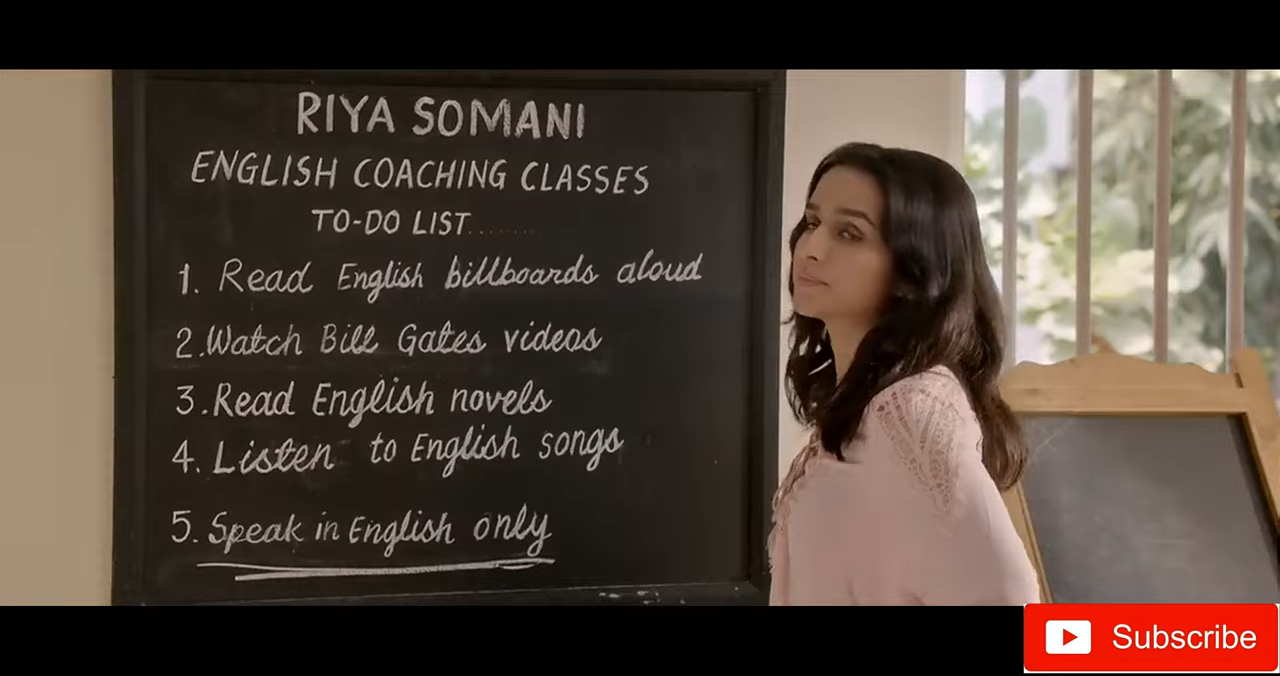 RIYA SOMANI
ENGLISH COACHING CLASSES
TO-DO LIST........
1. Read English billboards aloud
2. Watch Bill Gates videos
3. Read English novels
4. Listen to English songs
5. Speak in English only
Subscribe